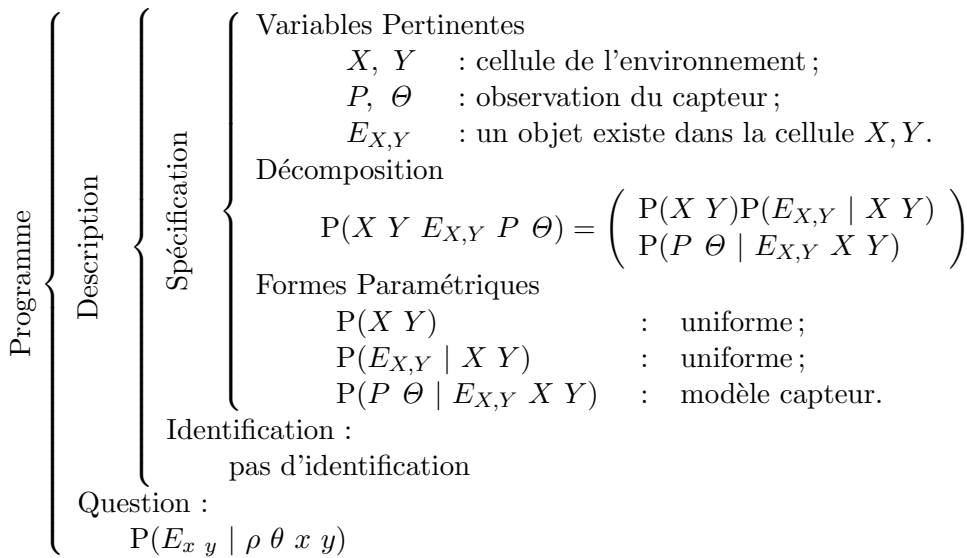 Programme
Description
Spécification
Variables Pertinentes
X, Y : cellule de l'environnement ;
P, Θ : observation du capteur ;
E_{X,Y} : un objet existe dans la cellule X, Y.
Décomposition
P(X Y E_{X,Y} P Θ) = ( P(X Y)P(E_{X,Y} | X Y)
P(P Θ | E_{X,Y} X Y) )
Formes Paramétriques
P(X Y) : uniforme ;
P(E_{X,Y} | X Y) : uniforme ;
P(P Θ | E_{X,Y} X Y) : modèle capteur.
Identification :
pas d'identification
Question :
P(E_{x y} | ρ θ x y)